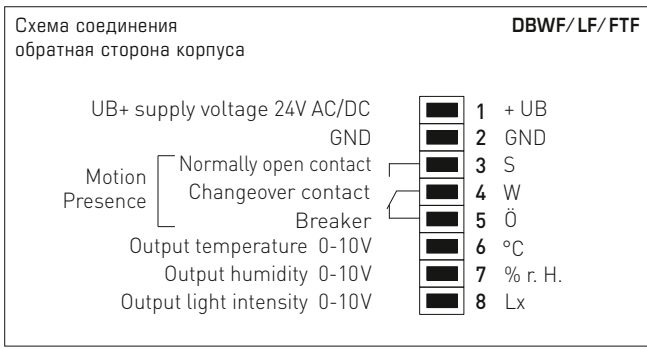 Схема соединения DBWF/LF/FTF
обратная сторона корпуса
UB+ supply voltage 24V AC/DC 1 + UB
GND 2 GND
Normally open contact 3 S
Motion
Changeover contact 4 W
Presence
Breaker 5 Ö
Output temperature 0-10V 6 °C
Output humidity 0-10V 7 % r. H.
Output light intensity 0-10V 8 Lx